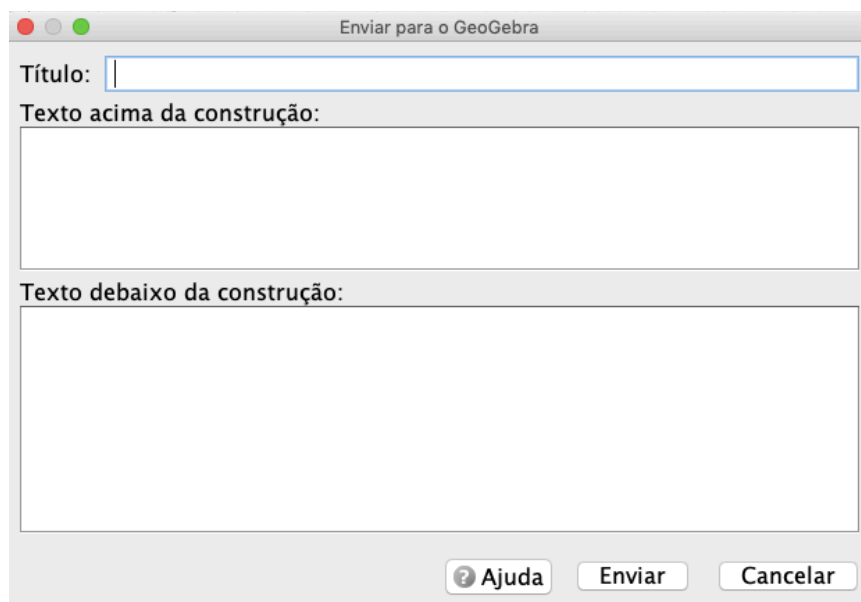 Enviar para o GeoGebra
Título:
Texto acima da construção:
Texto debaixo da construção:
Ajuda Enviar Cancelar